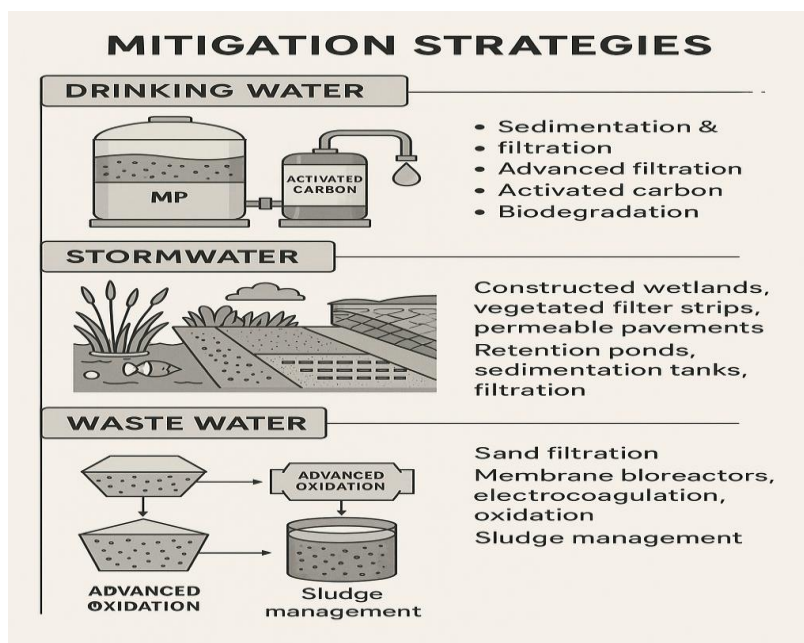 MITIGATION STRATEGIES
DRINKING WATER
MP
ACTIVATED
CARBON
• Sedimentation &
• filtration
• Advanced filtration
• Activated carbon
• Biodegradation
STORMWATER
Constructed wetlands,
vegetated filter strips,
permeable pavements
Retention ponds,
sedimentation tanks,
filtration
WASTE WATER
ADVANCED
OXIDATION
ADVANCED
OXIDATION
Sludge
management
Sand filtration
Membrane bloreactors,
electrocoagulation,
oxidation
Sludge management